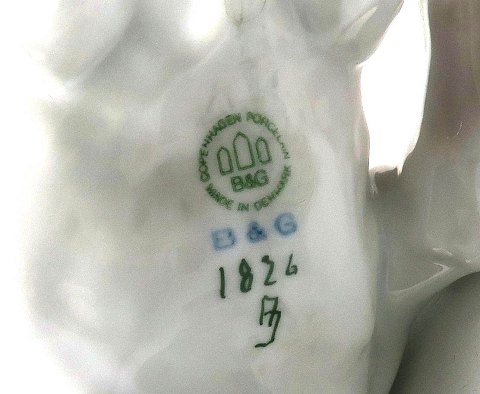 COPENHAGEN PORCELAIN
B&G
MADE IN DENMARK
B & G
1826